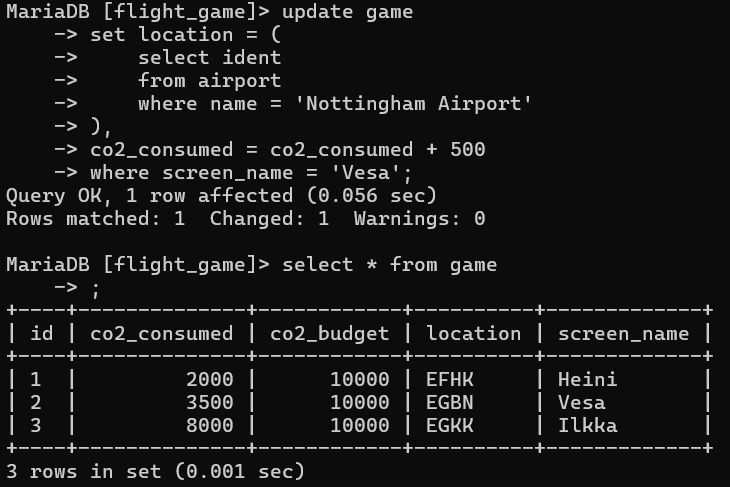 MariaDB [flight_game]> update game
    -> set location = (
    ->     select ident
    ->     from airport
    ->     where name = 'Nottingham Airport'
    -> ),
    -> co2_consumed = co2_consumed + 500
    -> where screen_name = 'Vesa';
Query OK, 1 row affected (0.056 sec)
Rows matched: 1  Changed: 1  Warnings: 0

MariaDB [flight_game]> select * from game
    -> ;
+----+--------------+------------+----------+-------------+
| id | co2_consumed | co2_budget | location | screen_name |
+----+--------------+------------+----------+-------------+
| 1  |         2000 |      10000 | EFHK     | Heini       |
| 2  |         3500 |      10000 | EGBN     | Vesa        |
| 3  |         8000 |      10000 | EGKK     | Ilkka       |
+----+--------------+------------+----------+-------------+
3 rows in set (0.001 sec)